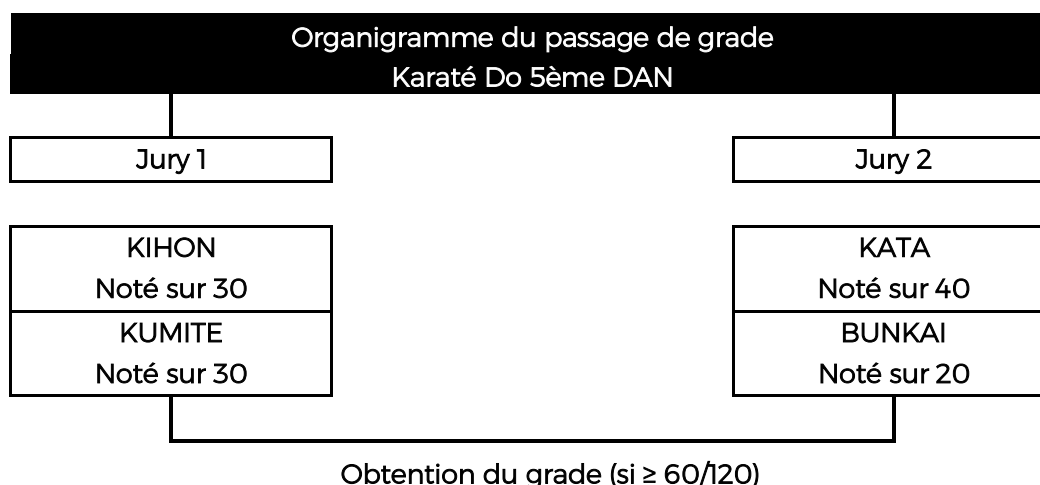 Organigramme du passage de grade
Karaté Do 5ème DAN
Jury 1
Jury 2
KIHON
Noté sur 30
KUMITE
Noté sur 30
KATA
Noté sur 40
BUNKAI
Noté sur 20
Obtention du grade (si ≥ 60/120)